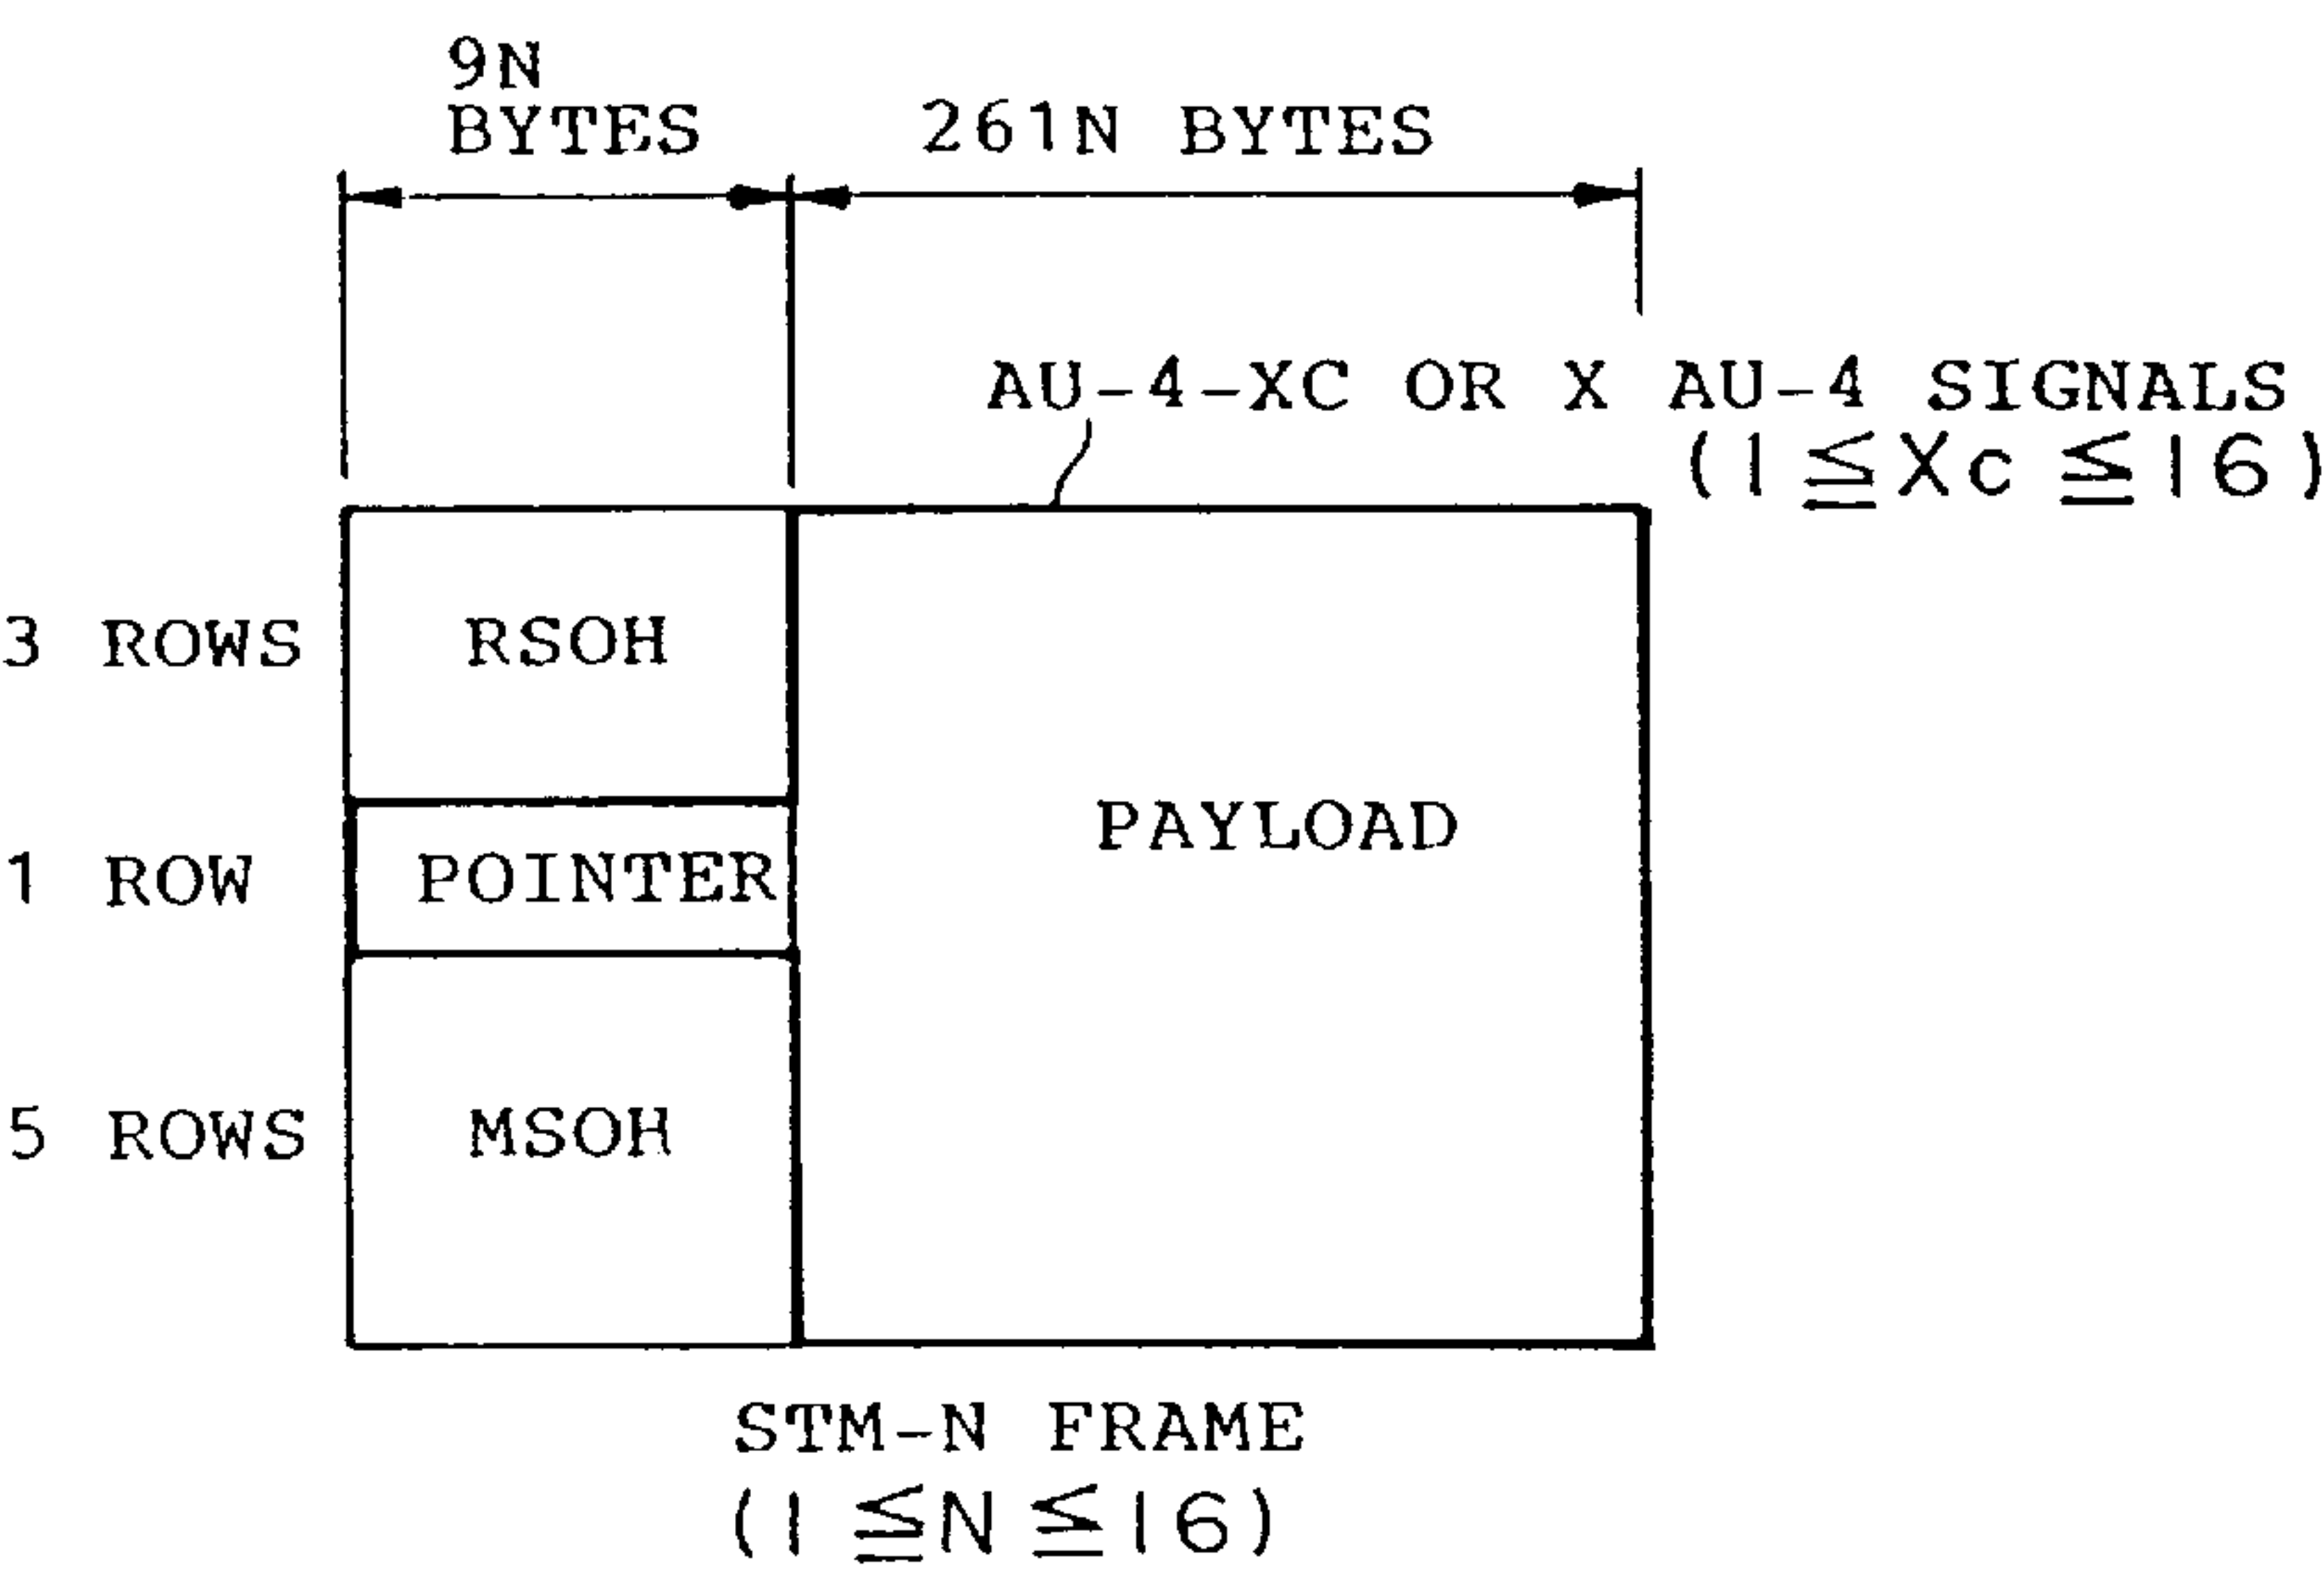 9N
BYTES
261N BYTES
AU-4-XC OR X AU-4 SIGNALS
(1≦Xc≦16)
3 ROWS
RSOH
PAYLOAD
1 ROW
POINTER
5 ROWS
MSOH
STM-N FRAME
(1≦N≦16)